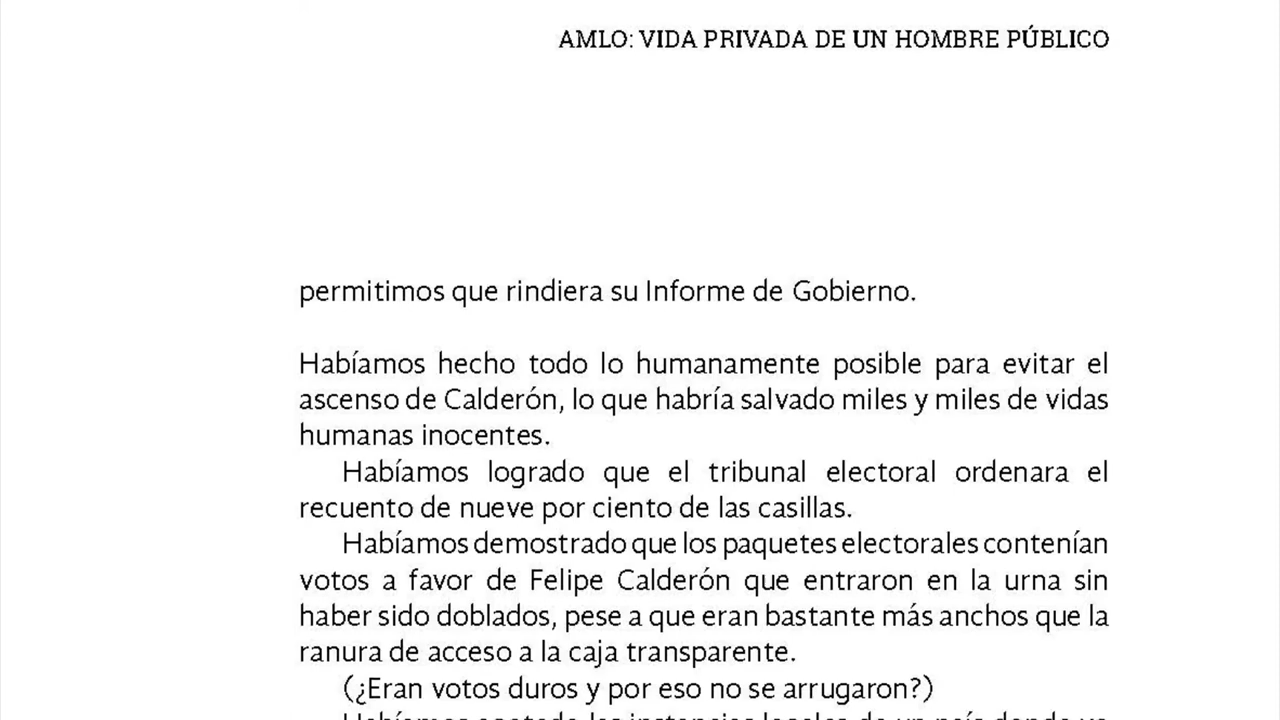 AMLO: VIDA PRIVADA DE UN HOMBRE PÚBLICO
permitimos que rindiera su Informe de Gobierno.
Habíamos hecho todo lo humanamente posible para evitar el
ascenso de Calderón, lo que habría salvado miles y miles de vidas
humanas inocentes.
Habíamos logrado que el tribunal electoral ordenara el
recuento de nueve por ciento de las casillas.
Habíamos demostrado que los paquetes electorales contenían
votos a favor de Felipe Calderón que entraron en la urna sin
haber sido doblados, pese a que eran bastante más anchos que la
ranura de acceso a la caja transparente.
(¿Eran votos duros y por eso no se arrugaron?)